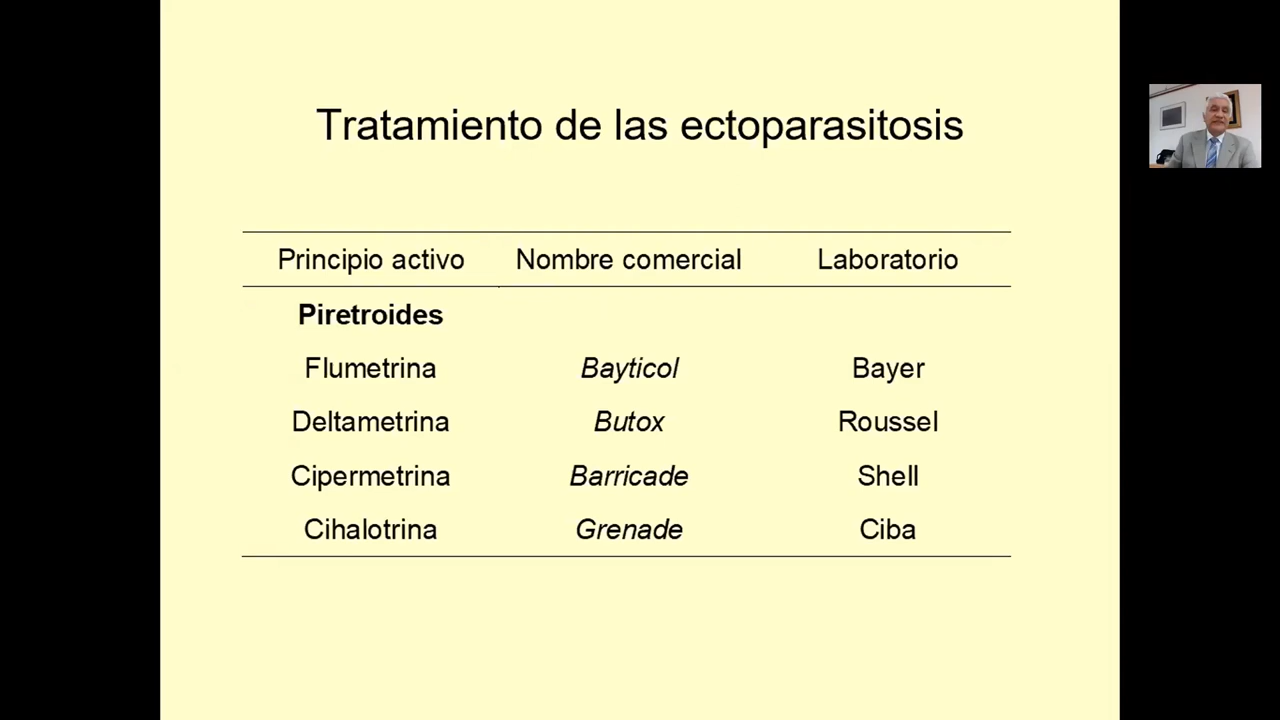 Tratamiento de las ectoparasitosis
Principio activo Nombre comercial Laboratorio
Piretroides
Flumetrina Bayticol Bayer
Deltametrina Butox Roussel
Cipermetrina Barricade Shell
Cihalotrina Grenade Ciba